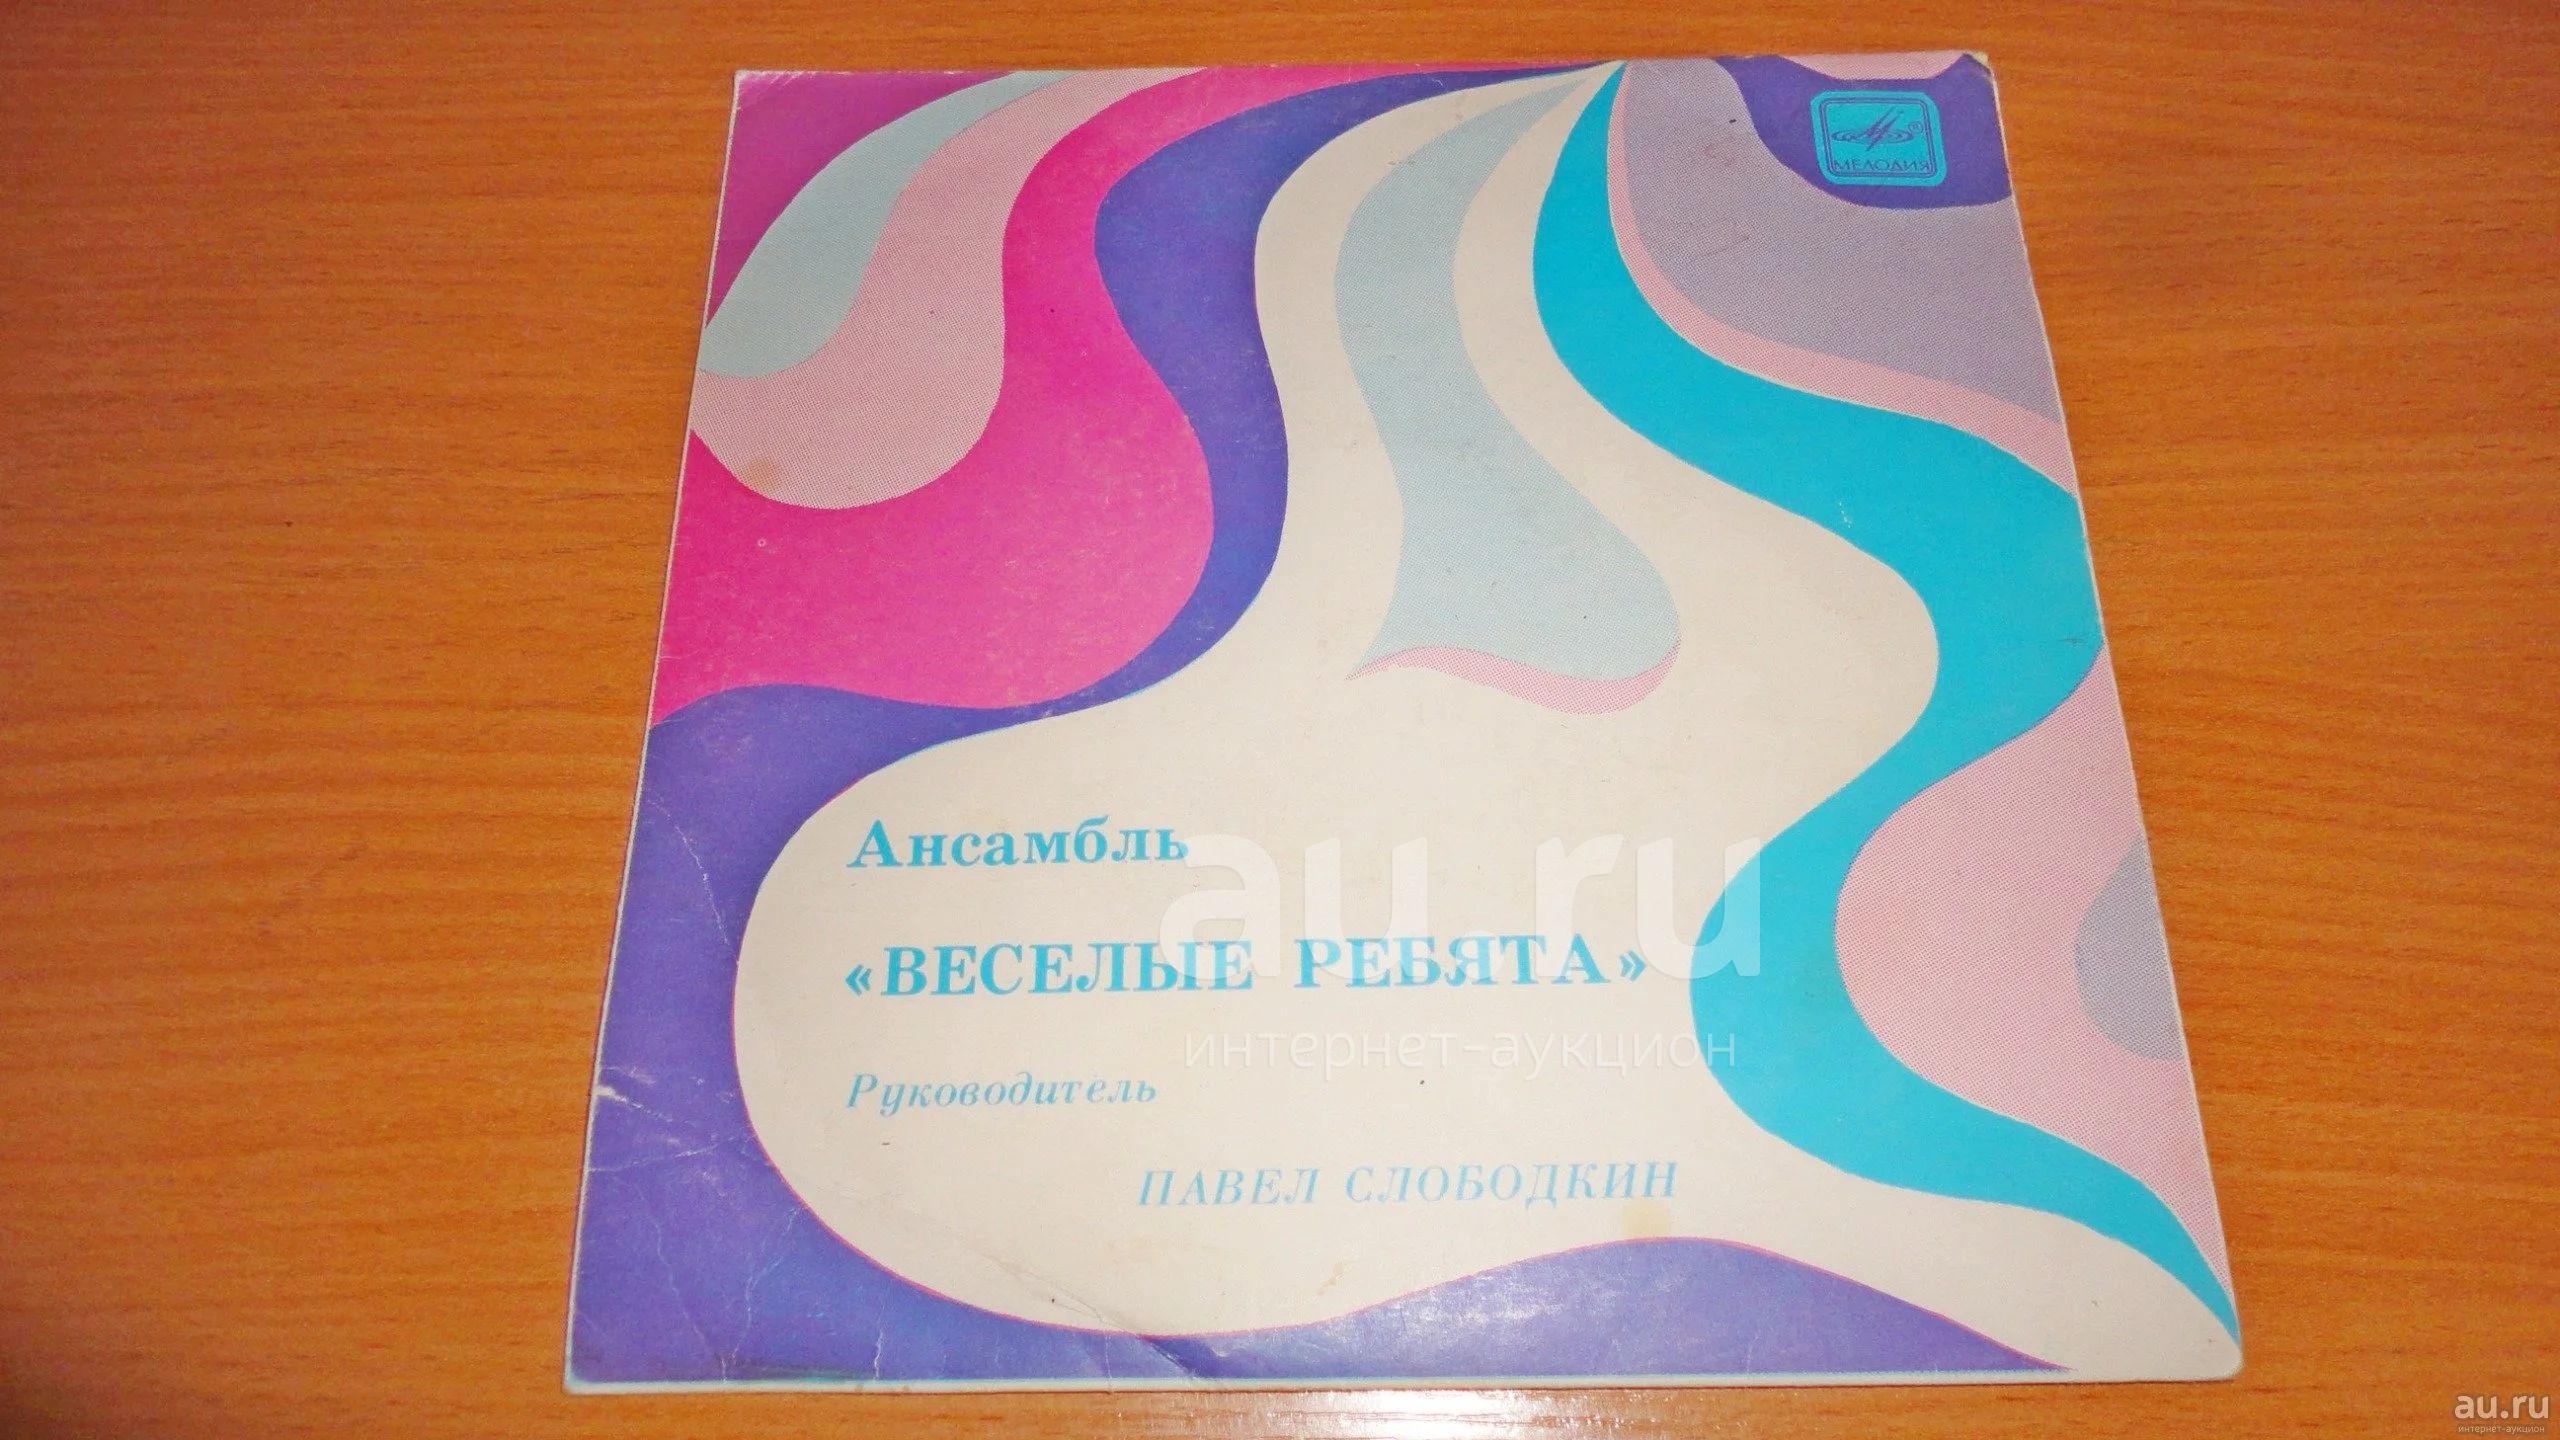 МЕЛОДИЯ
Ансамбль
«ВЕСЕЛЫЕ РЕБЯТА»
Руководитель
ПАВЕЛ СЛОБОДКИН
au.ru
интернет-аукцион
au.ru
интернет-аукцион